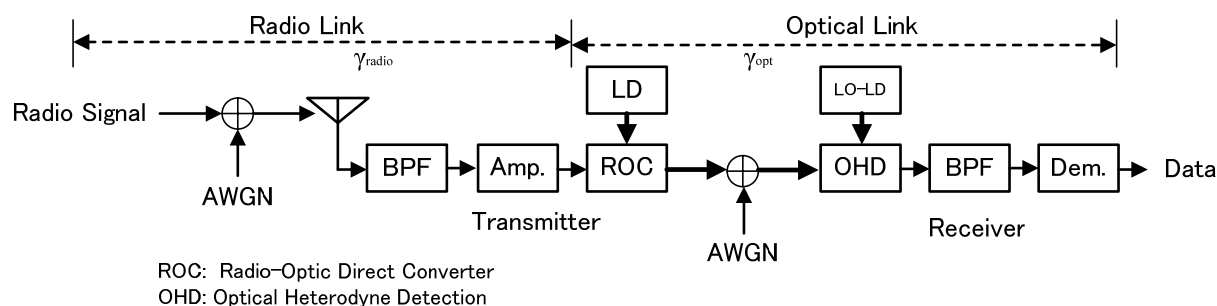 Radio Link
Optical Link
γradio
γopt
LD
LO-LD
Radio Signal
BPF
Amp.
ROC
OHD
BPF
Dem.
Data
AWGN
Transmitter
AWGN
Receiver
ROC: Radio-Optic Direct Converter
OHD: Optical Heterodyne Detection